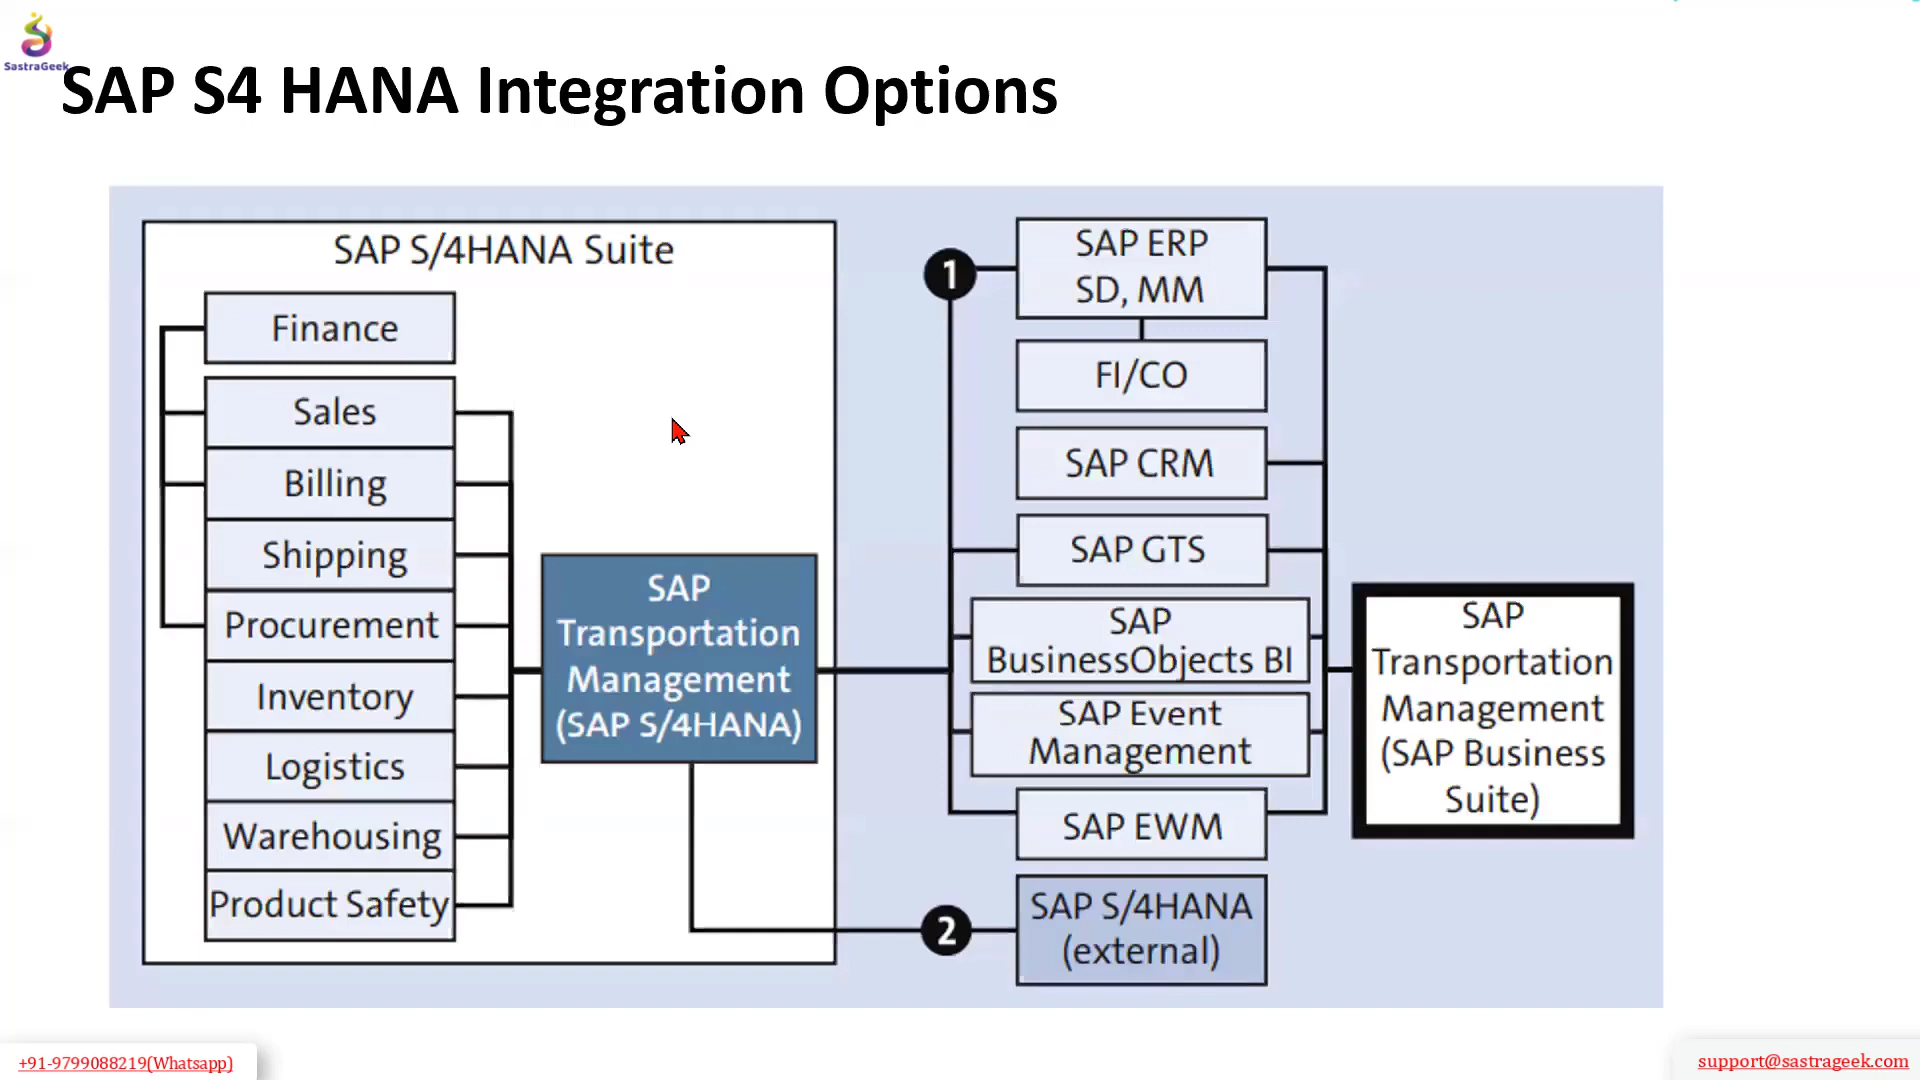 SastraGeek
SAP S4 HANA Integration Options
SAP S/4HANA Suite
Finance
Sales
Billing
Shipping
Procurement
Inventory
Logistics
Warehousing
Product Safety
SAP
Transportation
Management
(SAP S/4HANA)
1
SAP ERP
SD, MM
FI/CO
SAP CRM
SAP GTS
SAP
BusinessObjects BI
SAP Event
Management
SAP EWM
2
SAP S/4HANA
(external)
SAP
Transportation
Management
(SAP Business
Suite)
+91-9799088219(Whatsapp)
support@sastrageek.com